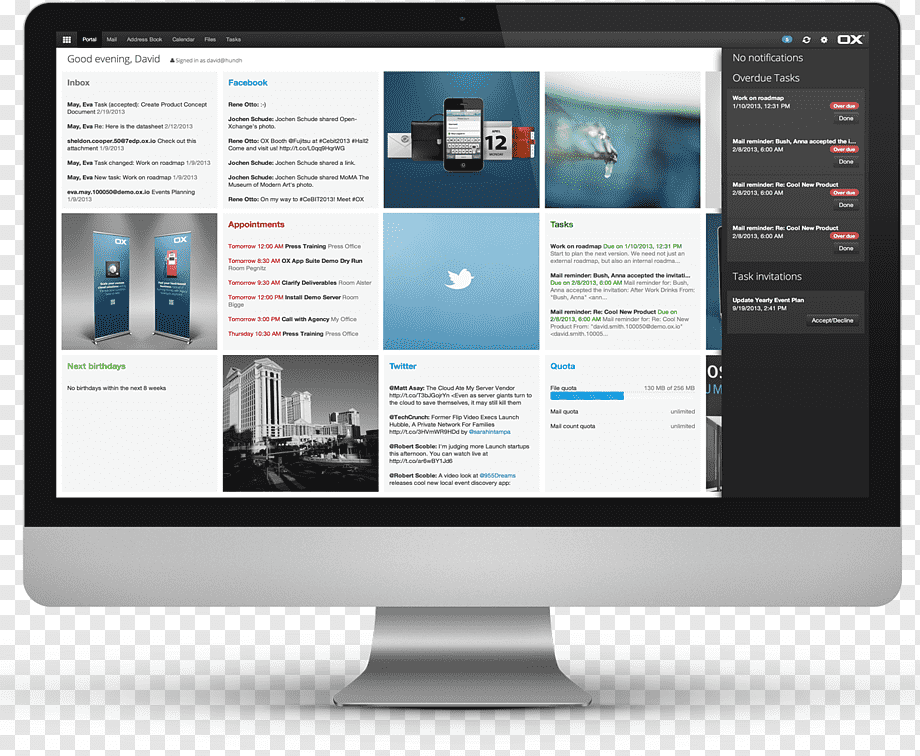 Portal Mail Address Book Calendar Files Tasks
5
OX
Good evening, David Signed in as david@hundh
Inbox
May, Eva Task (accepted): Create Product Concept
Document 2/19/2013
May, Eva Re: Here is the datasheet 2/12/2013
sheldon.cooper.50@7edp.ox.io Check out this
attachment 1/9/2013
May, Eva Task changed: Work on roadmap 1/9/2013
May, Eva New task: Work on roadmap 1/9/2013
eva.may.100050@demo.ox.io Events Planning
1/9/2013
Facebook
Rene Otto: :-)
Jochen Schude: Jochen Schude shared Open-
Xchange's photo.
Rene Otto: OX Booth @Fujitsu at #Cebit2013 #Hall2
Jochen Schude: Jochen Schude shared a link.
Jochen Schude: Jochen Schude shared MoMA The
Museum of Modern Art's photo.
Rene Otto: On my way to #CeBIT2013! Meet #OX
APRIL
12
MONDAY
OX
OX
Appointments
Tomorrow 12:00 AM Press Training Press Office
Tomorrow 8:30 AM OX App Suite Demo Dry Run
Room Pegnitz
Tomorrow 9:30 AM Clarify Deliverables Room Alster
Tomorrow 12:00 PM Install Demo Server Room
Bigge
Tomorrow 3:00 PM Call with Agency My Office
Thursday 10:30 AM Press Training Press Office
Tasks
Work on roadmap Due on 1/10/2013, 12:31 PM
Start to plan the next version. We need not just an
external roadmap, but also an internal roadma...
Mail reminder: Bush, Anna accepted the invitati...
Due on 2/8/2013, 6:00 AM Mail reminder for: Bush,
Anna accepted the invitation: After Work Drinks From:
"Bush, Anna" <ann...
Mail reminder: Re: Cool New Product Due on
2/8/2013, 6:00 AM Mail reminder for: Re: Cool New
Product From: "david.smith.100050@demo.ox.io"
<david.smith.10005...
Next birthdays
No birthdays within the next 8 weeks
Twitter
@Matt Asay: The Cloud Ate My Server Vendor
http://t.co/T3bJGojrYn <Even as server giants turn to
the cloud to save themselves, it may still kill them
@TechCrunch: Former Flip Video Execs Launch
Hubble, A Private Network For Families
http://t.co/3HVmWR9HDc by @sarahintampa
@Robert Scoble: I'm judging more Launch startups
this afternoon. You can watch live at
http://t.co/ar6wBY1Jd6
@Robert Scoble: A video look at @955Dreams
releases cool new local event discovery app:
Quota
File quota 130 MB of 256 MB
Mail quota unlimited
Mail count quota unlimited
No notifications
Overdue Tasks
Work on roadmap
1/10/2013, 12:31 PM Over due
Done
Mail reminder: Bush, Anna accepted the i...
2/8/2013, 6:00 AM Over due
Done
Mail reminder: Re: Cool New Product
2/8/2013, 6:00 AM Over due
Done
Mail reminder: Re: Cool New Product
2/8/2013, 6:00 AM Over due
Done
Task invitations
Update Yearly Event Plan
9/19/2013, 2:41 PM
Accept/Decline